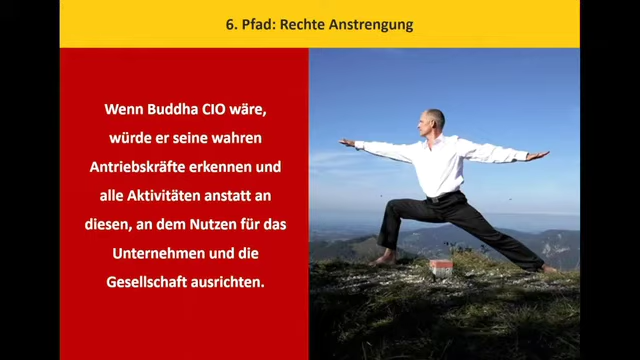 6. Pfad: Rechte Anstrengung
Wenn Buddha CIO wäre,
würde er seine wahren
Antriebskräfte erkennen und
alle Aktivitäten anstatt an
diesen, an dem Nutzen für das
Unternehmen und die
Gesellschaft ausrichten.